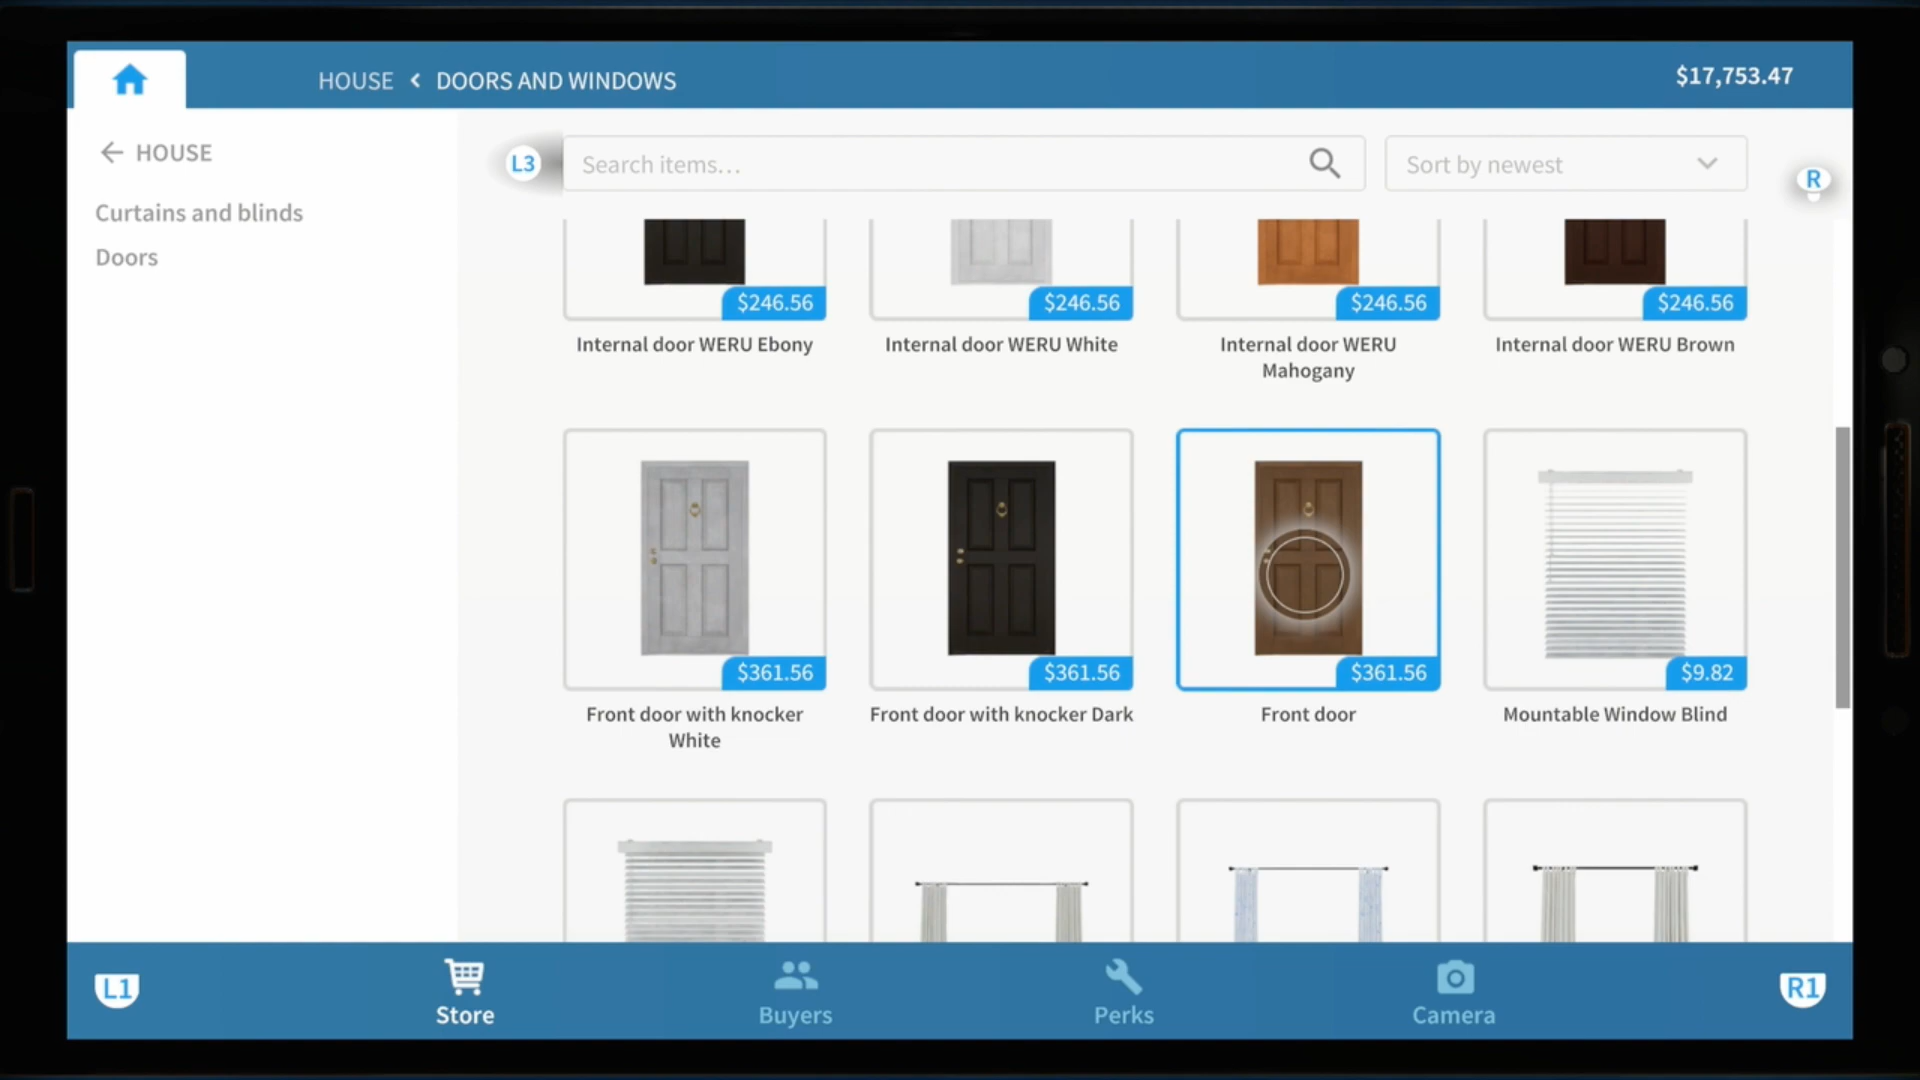 HOUSE < DOORS AND WINDOWS
$17,753.47
← HOUSE
Curtains and blinds
Doors
L3
Search items...
Sort by newest
R
$246.56
$246.56
$246.56
$246.56
Internal door WERU Ebony
Internal door WERU White
Internal door WERU
Mahogany
Internal door WERU Brown
$361.56
$361.56
$361.56
$9.82
Front door with knocker
White
Front door with knocker Dark
Front door
Mountable Window Blind
L1
Store
Buyers
Perks
Camera
R1